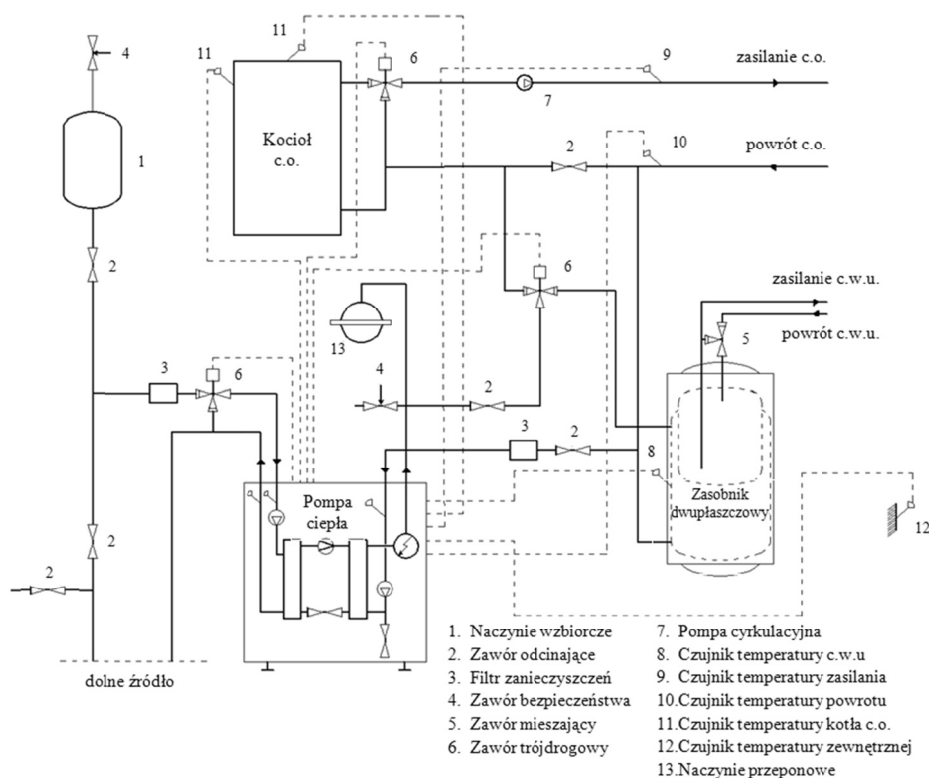 11
4
11
6
9
zasilanie c.o.
7
Kocioł
c.o.
1
2
10
powrót c.o.
2
6
zasilanie c.w.u.
13
5
powrót c.w.u.
3
6
4
2
3
2
8
Pompa
ciepła
Zasobnik
dwupłaszczowy
12
2
2
dolne źródło
1. Naczynie wzbiorcze
2. Zawór odcinające
3. Filtr zanieczyszczeń
4. Zawór bezpieczeństwa
5. Zawór mieszający
6. Zawór trójdrogowy
7. Pompa cyrkulacyjna
8. Czujnik temperatury c.w.u
9. Czujnik temperatury zasilania
10. Czujnik temperatury powrotu
11. Czujnik temperatury kotła c.o.
12. Czujnik temperatury zewnętrznej
13. Naczynie przeponowe